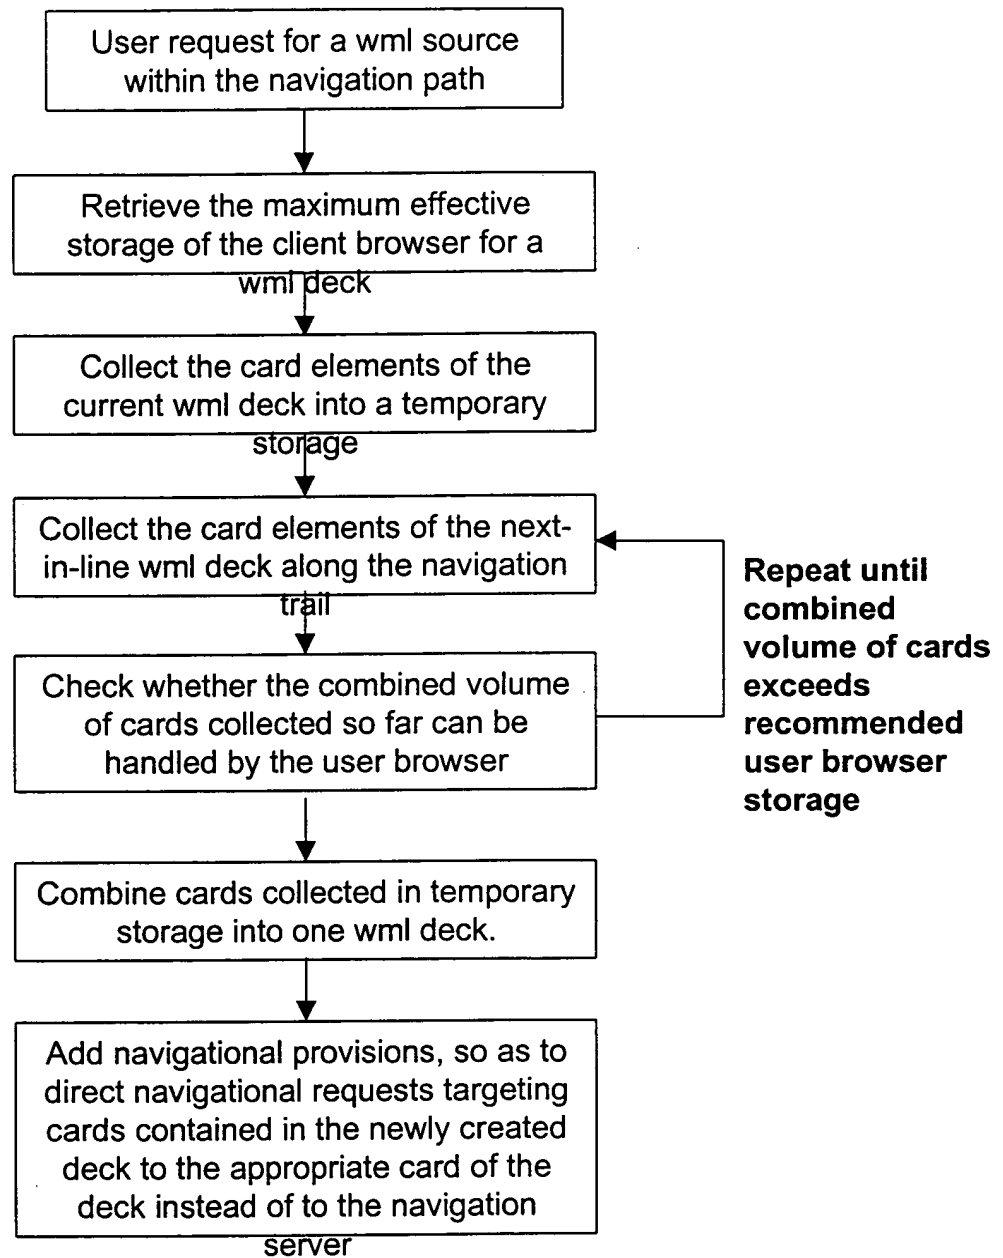 User request for a wml source
within the navigation path
Retrieve the maximum effective
storage of the client browser for a
wml deck
Collect the card elements of the
current wml deck into a temporary
storage
Collect the card elements of the next-
in-line wml deck along the navigation
trail
Check whether the combined volume
of cards collected so far can be
handled by the user browser
Repeat until
combined
volume of cards
exceeds
recommended
user browser
storage
Combine cards collected in temporary
storage into one wml deck.
Add navigational provisions, so as to
direct navigational requests targeting
cards contained in the newly created
deck to the appropriate card of the
deck instead of to the navigation
server